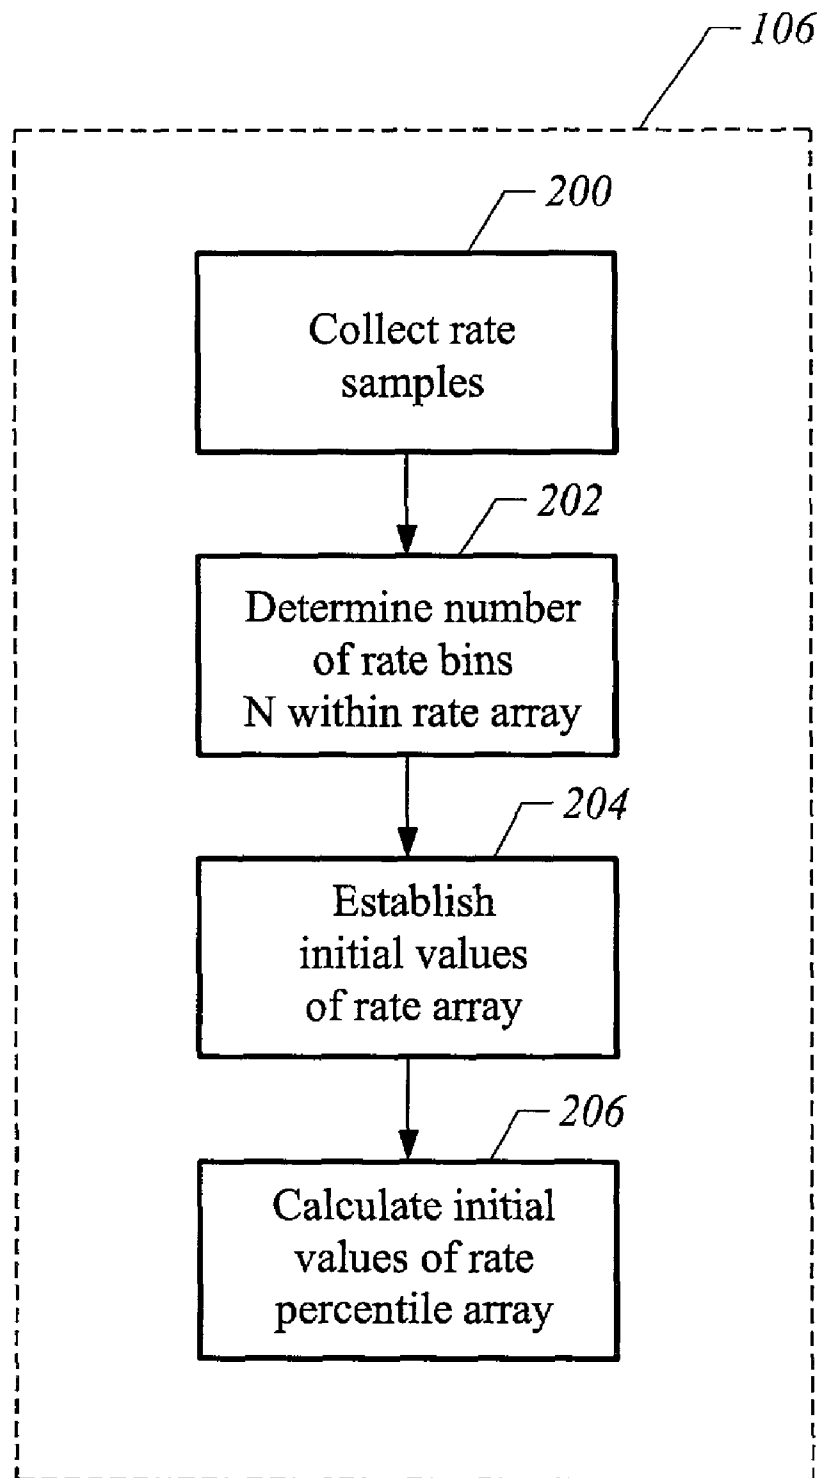 106
200
Collect rate
samples
202
Determine number
of rate bins
N within rate array
204
Establish
initial values
of rate array
206
Calculate initial
values of rate
percentile array